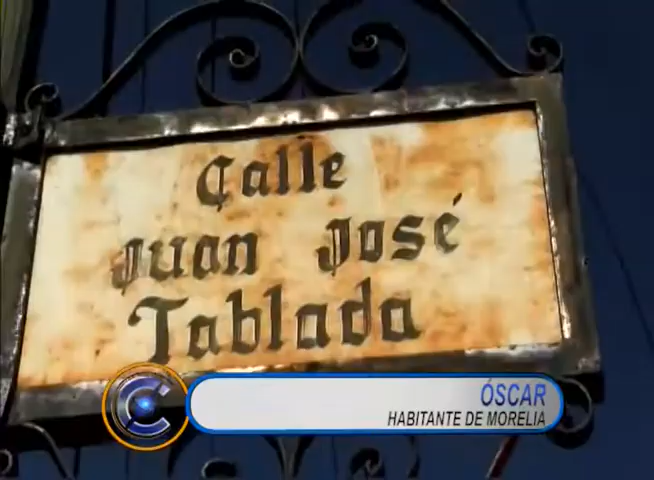 Calle
Juan José
Tablada
ÓSCAR
HABITANTE DE MORELIA